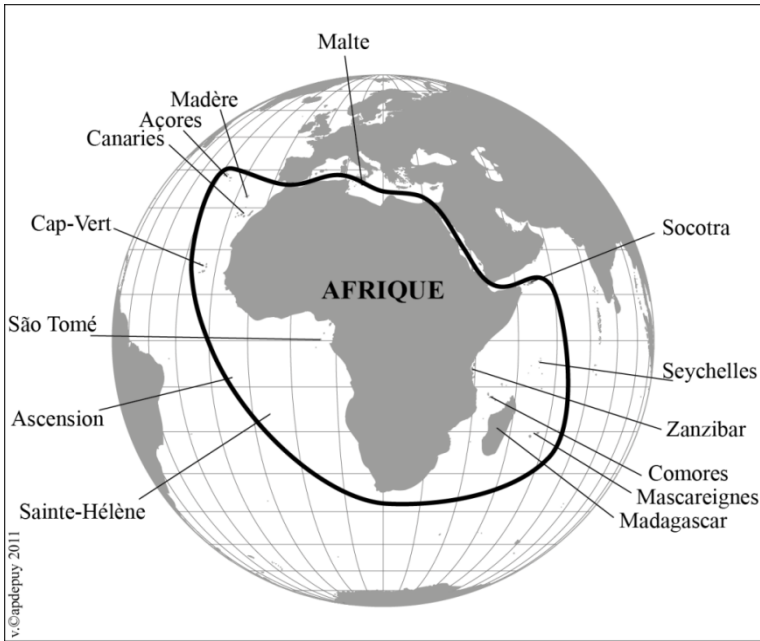 Malte
Madère
Açores
Canaries
Cap-Vert
Socotra
AFRIQUE
São Tomé
Seychelles
Ascension
Zanzibar
Comores
Mascareignes
Sainte-Hélène
Madagascar
v.©apdepuy 2011